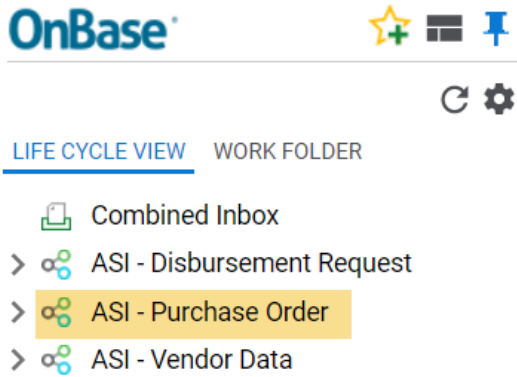 OnBase
LIFE CYCLE VIEW WORK FOLDER
Combined Inbox
ASI - Disbursement Request
ASI - Purchase Order
ASI - Vendor Data